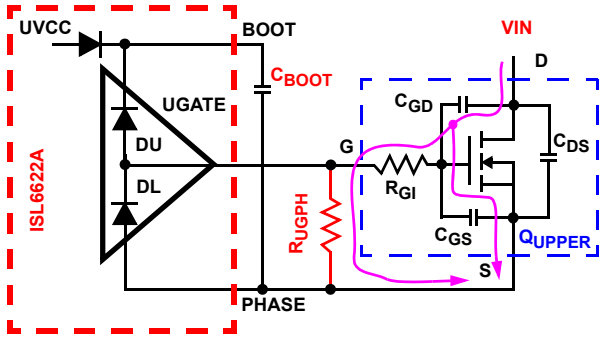 UVCC
BOOT
VIN
D
CBOOT
UGATE
CGD
DU
G
CDS
DL
RGI
ISL6622A
RUGPH
CGS
QUPPER
S
PHASE